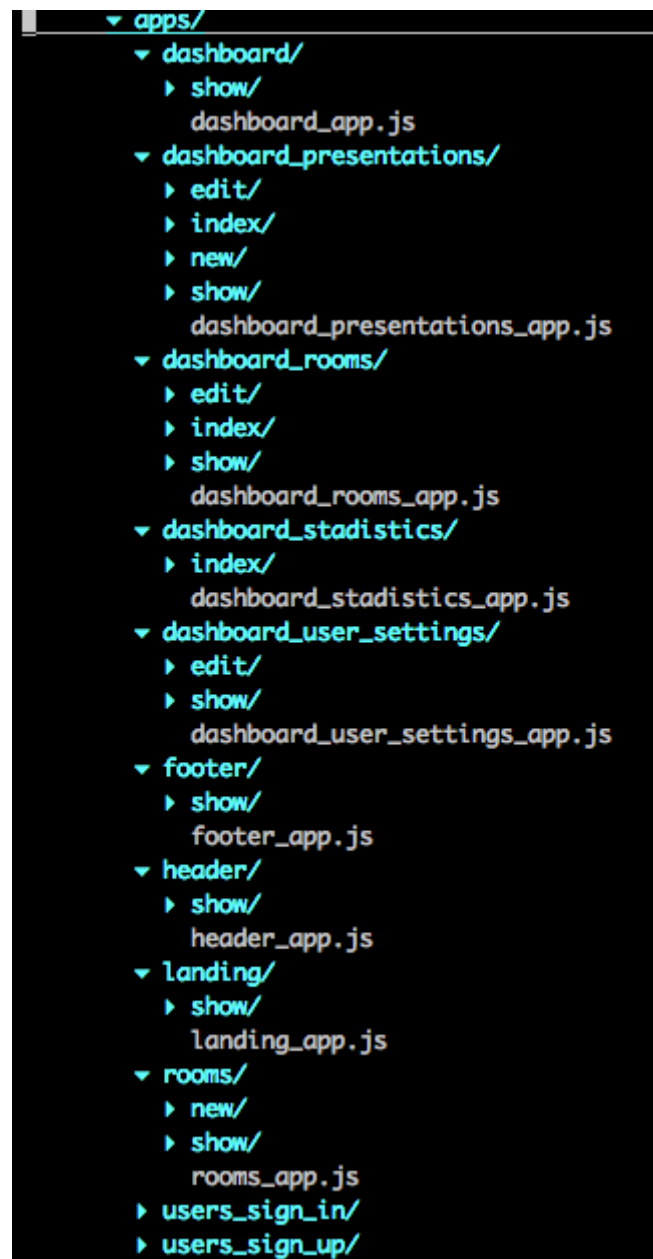 ▾ apps/
▾ dashboard/
▸ show/
dashboard_app.js
▾ dashboard_presentations/
▸ edit/
▸ index/
▸ new/
▸ show/
dashboard_presentations_app.js
▾ dashboard_rooms/
▸ edit/
▸ index/
▸ show/
dashboard_rooms_app.js
▾ dashboard_stadistics/
▸ index/
dashboard_stadistics_app.js
▾ dashboard_user_settings/
▸ edit/
▸ show/
dashboard_user_settings_app.js
▾ footer/
▸ show/
footer_app.js
▾ header/
▸ show/
header_app.js
▾ landing/
▸ show/
landing_app.js
▾ rooms/
▸ new/
▸ show/
rooms_app.js
▸ users_sign_in/
▸ users_sign_up/